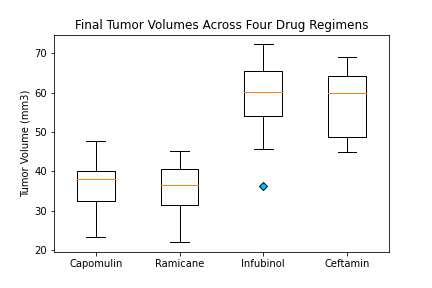 Final Tumor Volumes Across Four Drug Regimens
Tumor Volume (mm3)
70
60
50
40
30
20
Capomulin Ramicane Infubinol Ceftamin